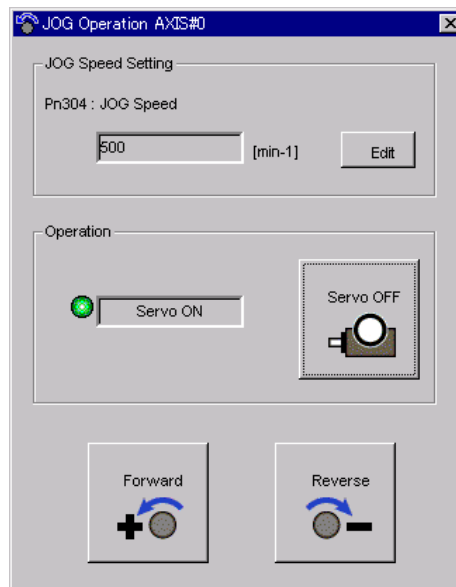 JOG Operation AXIS#0
JOG Speed Setting
Pn304 : JOG Speed
500 [min-1] Edit
Operation
Servo ON
Servo OFF
Forward
Reverse